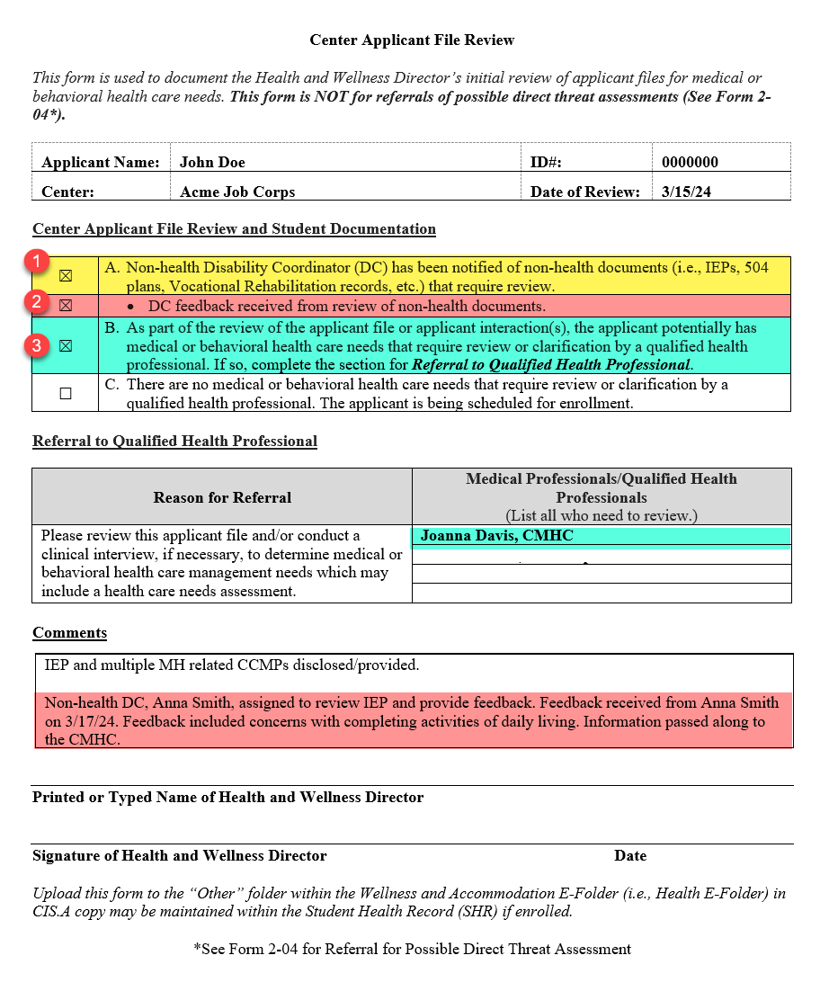 Center Applicant File Review
This form is used to document the Health and Wellness Director's initial review of applicant files for medical or
behavioral health care needs. This form is NOT for referrals of possible direct threat assessments (See Form 2-
04*).
Applicant Name: John Doe ID#: 0000000
Center: Acme Job Corps Date of Review: 3/15/24
Center Applicant File Review and Student Documentation
1 ☒ A. Non-health Disability Coordinator (DC) has been notified of non-health documents (i.e., IEPs, 504
plans, Vocational Rehabilitation records, etc.) that require review.
2 ☒ • DC feedback received from review of non-health documents.
3 ☒ B. As part of the review of the applicant file or applicant interaction(s), the applicant potentially has
medical or behavioral health care needs that require review or clarification by a qualified health
professional. If so, complete the section for Referral to Qualified Health Professional.
☐ C. There are no medical or behavioral health care needs that require review or clarification by a
qualified health professional. The applicant is being scheduled for enrollment.
Referral to Qualified Health Professional
Reason for Referral
Medical Professionals/Qualified Health
Professionals
(List all who need to review.)
Please review this applicant file and/or conduct a
clinical interview, if necessary, to determine medical or
behavioral health care management needs which may
include a health care needs assessment.
Joanna Davis, CMHC
Comments
IEP and multiple MH related CCMPs disclosed/provided.
Non-health DC, Anna Smith, assigned to review IEP and provide feedback. Feedback received from Anna Smith
on 3/17/24. Feedback included concerns with completing activities of daily living. Information passed along to
the CMHC.
Printed or Typed Name of Health and Wellness Director
Signature of Health and Wellness Director Date
Upload this form to the "Other" folder within the Wellness and Accommodation E-Folder (i.e., Health E-Folder) in
CIS.A copy may be maintained within the Student Health Record (SHR) if enrolled.
*See Form 2-04 for Referral for Possible Direct Threat Assessment